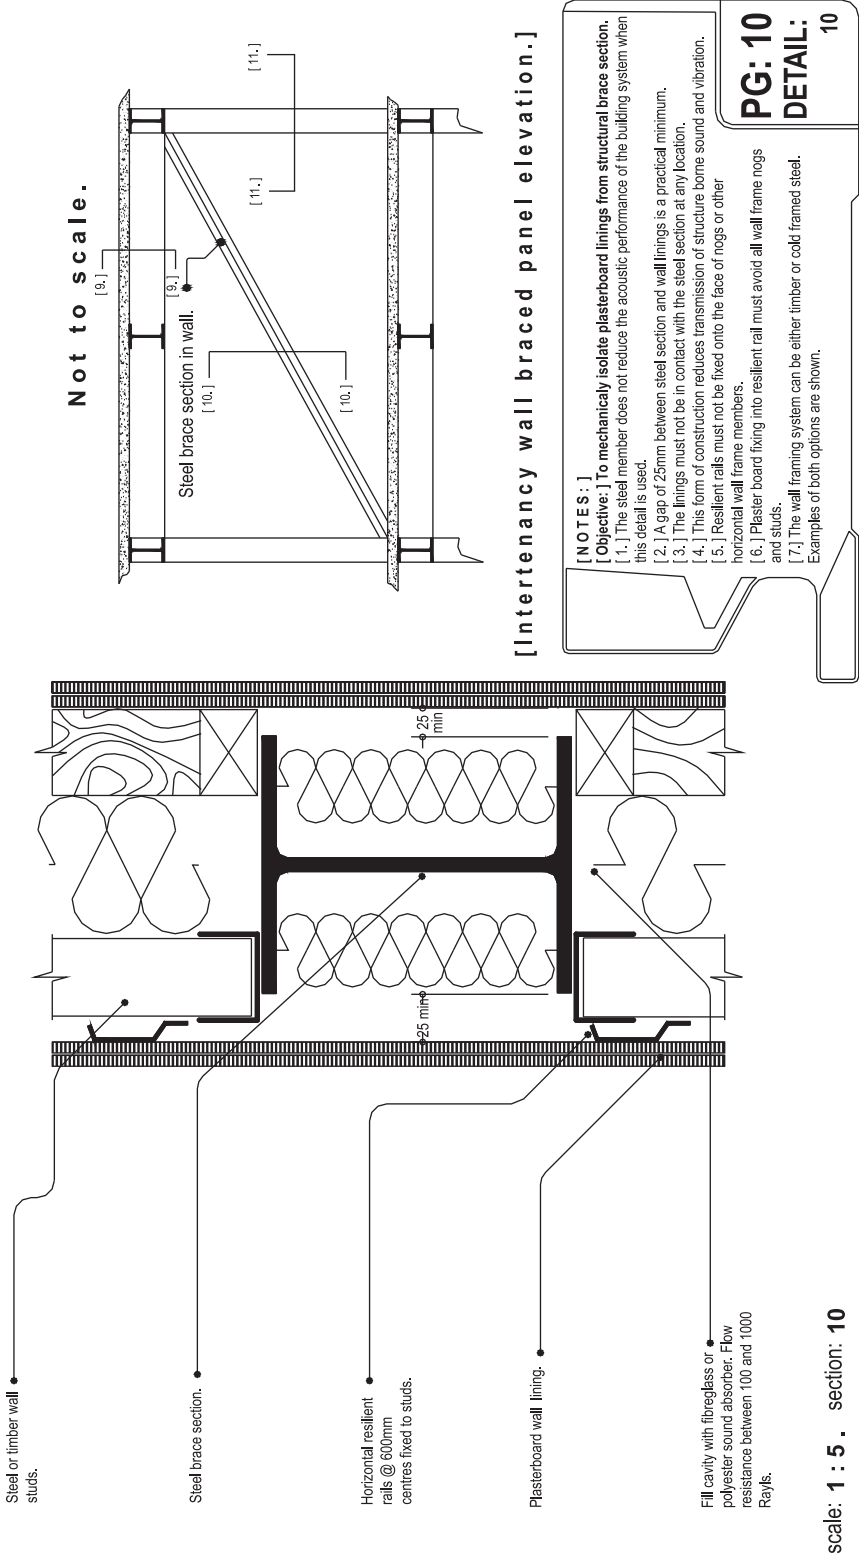 Steel or timber wall
studs.
Steel brace section.
Horizontal resilient
rails @ 600mm
centres fixed to studs.
Plasterboard wall lining.
Fill cavity with fibreglass or
polyester sound absorber. Flow
resistance between 100 and 1000
Rayls.
scale: 1 : 5 . section: 10
25 min
25
min
Not to scale.
[ 9. ]
[ 9. ]
Steel brace section in wall.
[ 10. ]
[ 10. ]
[ 11. ]
[ 11. ]
[Intertenancy wall braced panel elevation.]
[ N O T E S : ]
[ Objective: ] To mechanicaly isolate plasterboard linings from structural brace section.
[ 1. ] The steel member does not reduce the acoustic performance of the building system when
this detail is used.
[ 2. ] A gap of 25mm between steel section and wall linings is a practical minimum.
[ 3. ] The linings must not be in contact with the steel section at any location.
[ 4. ] This form of construction reduces transmission of structure borne sound and vibration.
[ 5. ] Resilient rails must not be fixed onto the face of nogs or other
horizontal wall frame members.
[ 6. ] Plaster board fixing into resilient rail must avoid all wall frame nogs
and studs.
[ 7.] The wall framing system can be either timber or cold framed steel.
Examples of both options are shown.
PG: 10
DETAIL:
10